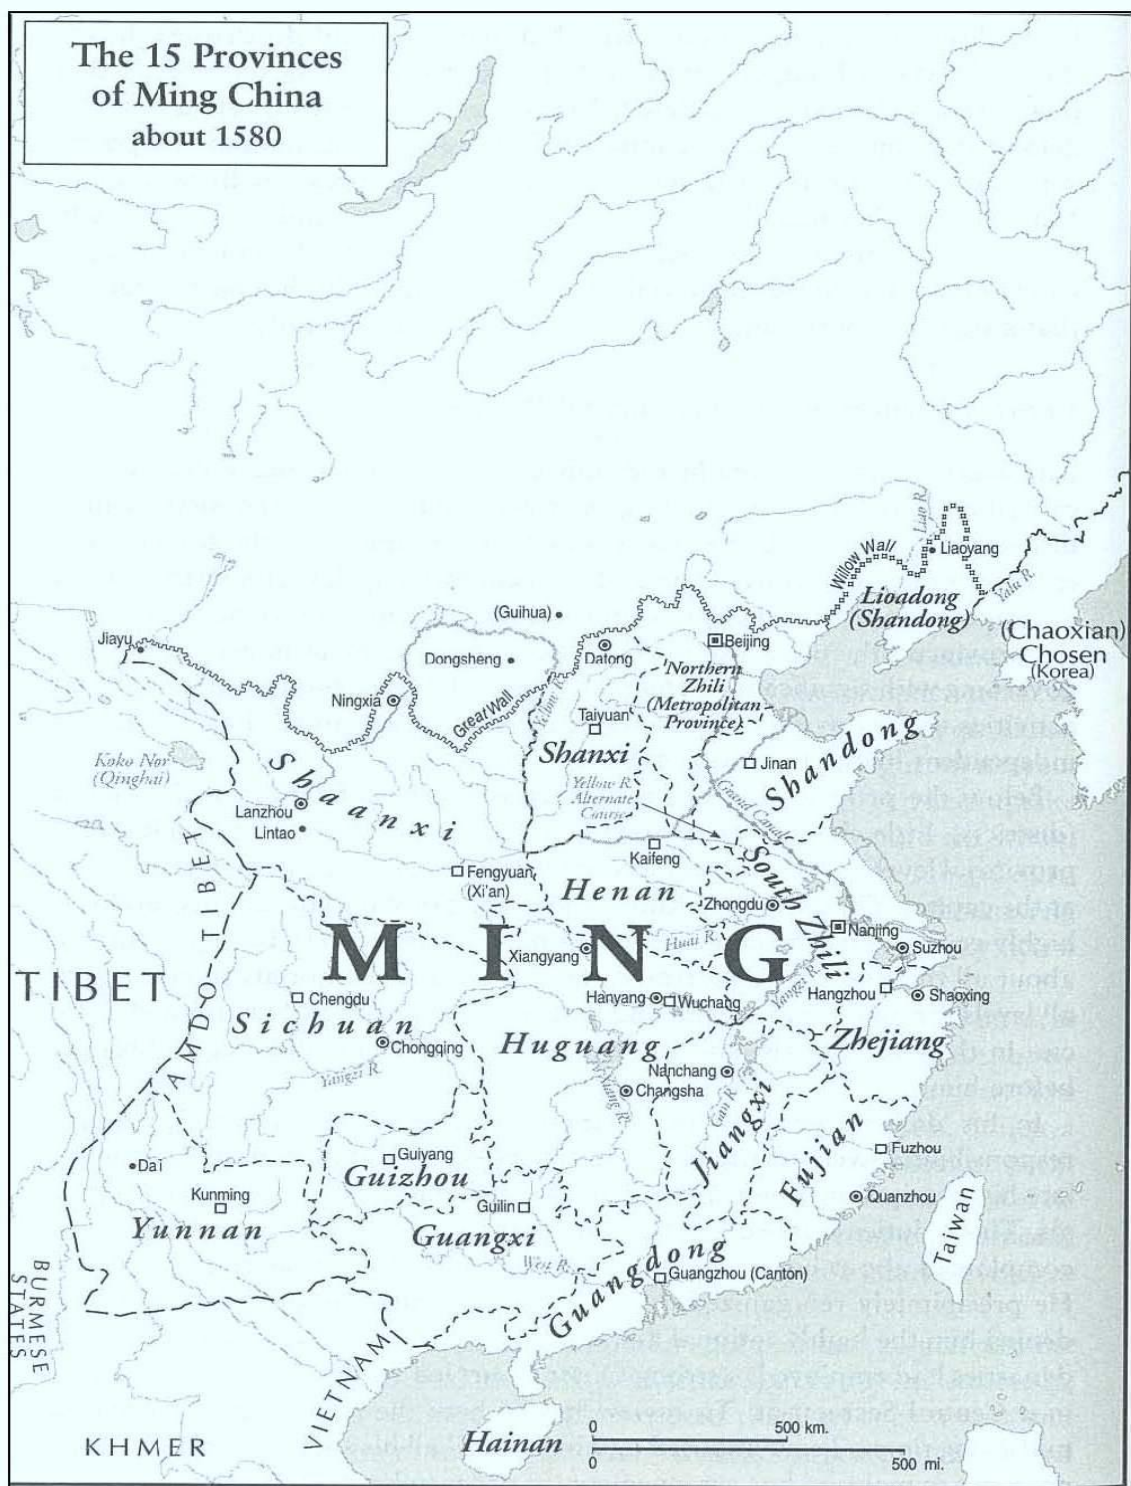 The 15 Provinces
of Ming China
about 1580
Liao R.
Willow Wall
Liaoyang
Yalu R.
Lioadong
(Shandong)
(Chaoxian)
Chosen
(Korea)
(Guihua)
Jiayu
Datong
Beijing
Dongsheng
Northern
Zhili
(Metropolitan
Province)
Ningxia
Great Wall
Yellow R.
Taiyuan
Shanxi
Koko Nor
(Qinghai)
Shaanxi
Jinan
Shandong
Yellow R.
Alternate
Course
Grand Canal
Lanzhou
Lintao
Kaifeng
Fengyuan
(Xi'an)
Henan
South Zhili
Zhongdu
MING
Nanjing
Huai R.
Suzhou
Xiangyang
TIBET
AMDO TIBET
Chengdu
Hanyang
Wuchang
Yangzi R.
Hangzhou
Shaoxing
Sichuan
Chongqing
Huguang
Zhejiang
Yangzi R.
Nanchang
Changsha
Xiang R.
Gan R.
Jiangxi
Fujian
Fuzhou
Dai
Guiyang
Guizhou
Kunming
Guilin
Quanzhou
Yunnan
Guangxi
Taiwan
West R.
Guangdong
Guangzhou (Canton)
BURMESE
STATES
VIETNAM
KHMER
Hainan
0 500 km.
0 500 mi.